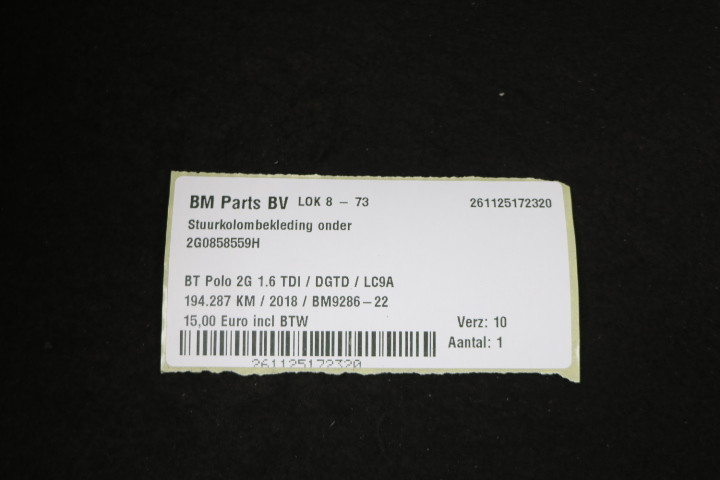 BM Parts BV LOK 8 - 73 261125172320
Stuurkolombekleding onder
2G0858559H
BT Polo 2G 1.6 TDI / DGTD / LC9A
194.287 KM / 2018 / BM9286-22
15,00 Euro incl BTW Verz: 10
Aantal: 1
261125172320